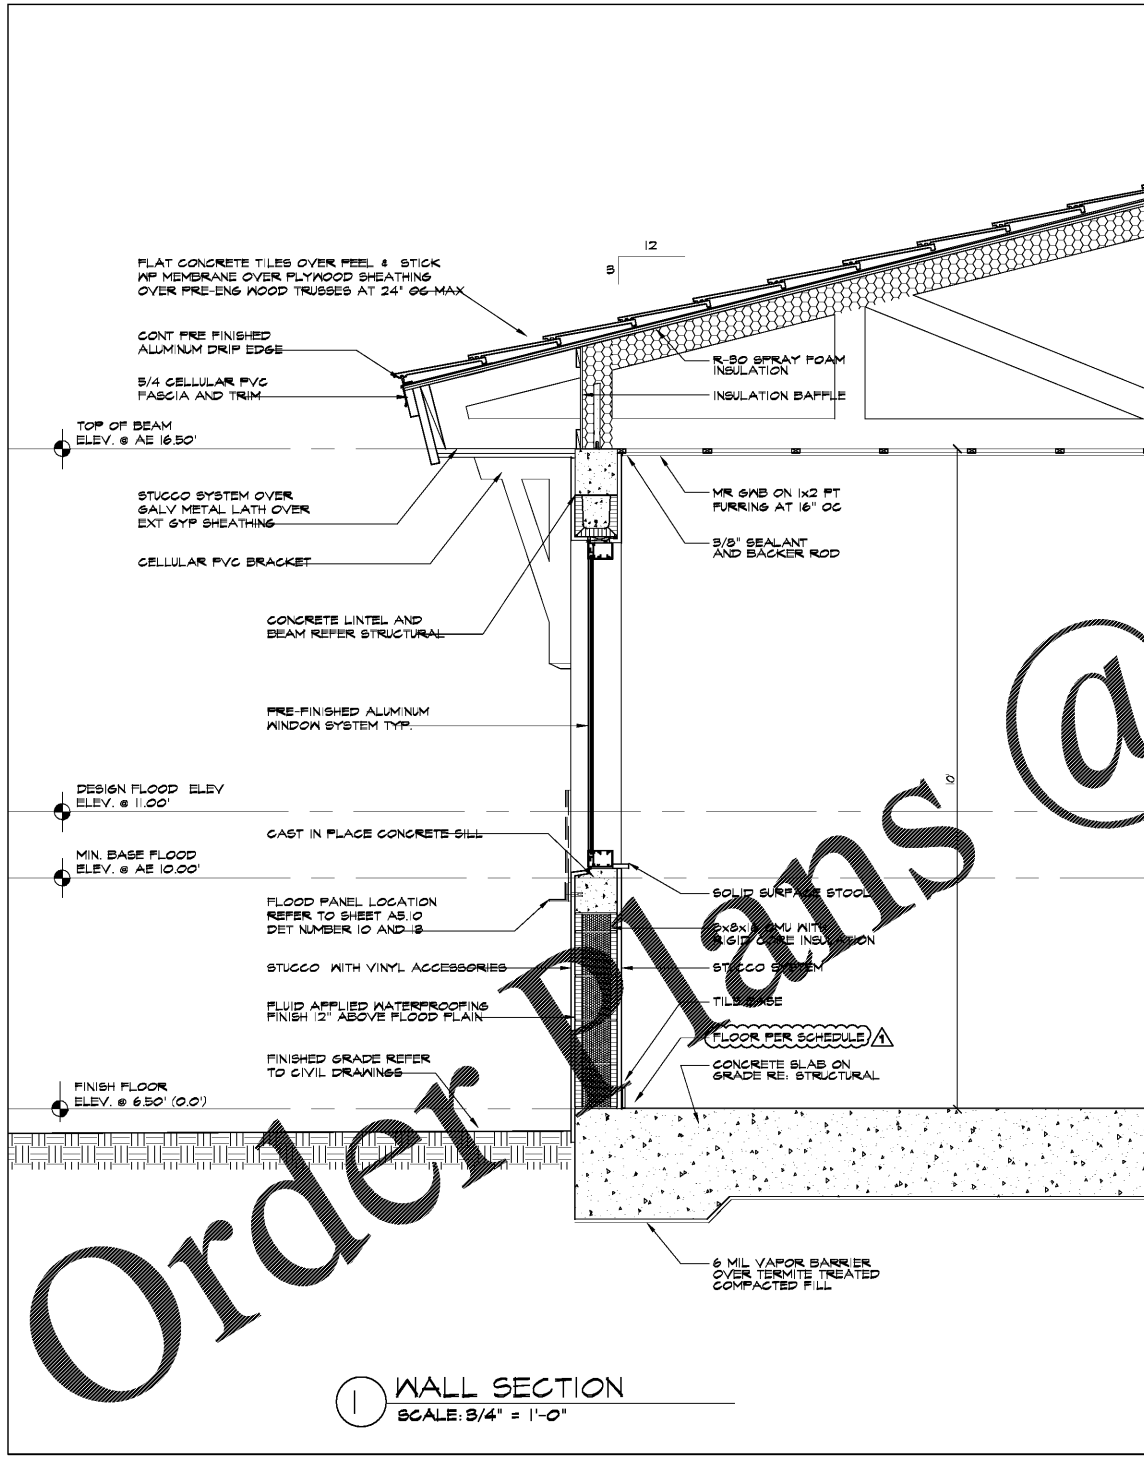 12
3
FLAT CONCRETE TILES OVER PEEL & STICK
WP MEMBRANE OVER PLYWOOD SHEATHING
OVER PRE-ENG WOOD TRUSSES AT 24" OC MAX
CONT PRE FINISHED
ALUMINUM DRIP EDGE
5/4 CELLULAR PVC
FASCIA AND TRIM
TOP OF BEAM
ELEV. @ AE 16.50'
R-30 SPRAY FOAM
INSULATION
INSULATION BAFFLE
STUCCO SYSTEM OVER
GALV METAL LATH OVER
EXT GYP SHEATHING
CELLULAR PVC BRACKET
MR GWB ON 1x2 PT
FURRING AT 16" OC
3/8" SEALANT
AND BACKER ROD
CONCRETE LINTEL AND
BEAM REFER STRUCTURAL
PRE-FINISHED ALUMINUM
WINDOW SYSTEM TYP.
10'
DESIGN FLOOD ELEV
ELEV. @ 11.00'
CAST IN PLACE CONCRETE SILL
MIN. BASE FLOOD
ELEV. @ AE 10.00'
FLOOD PANEL LOCATION
REFER TO SHEET A5.10
DET NUMBER 10 AND 13
SOLID SURFACE STOOL
8x8x16 CMU WITH
RIGID CORE INSULATION
STUCCO WITH VINYL ACCESSORIES
STUCCO SYSTEM
FLUID APPLIED WATERPROOFING
FINISH 12" ABOVE FLOOD PLAIN
TILE BASE
FLOOR PER SCHEDULE
1
FINISHED GRADE REFER
TO CIVIL DRAWINGS
CONCRETE SLAB ON
GRADE RE: STRUCTURAL
FINISH FLOOR
ELEV. @ 6.50' (0.0')
6 MIL VAPOR BARRIER
OVER TERMITE TREATED
COMPACTED FILL
Order Plans @
1
WALL SECTION
SCALE: 3/4" = 1'-0"